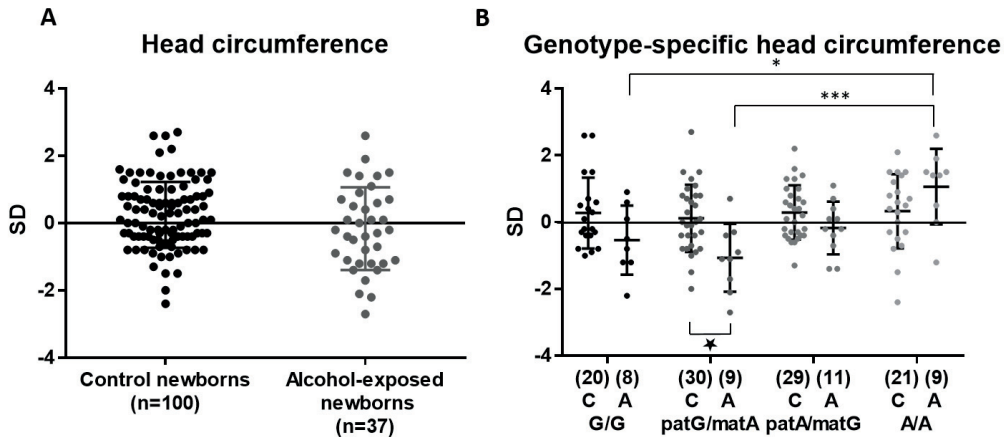 A
Head circumference
SD
4
2
0
-2
-4
Control newborns
(n=100)
Alcohol-exposed
newborns
(n=37)
B
Genotype-specific head circumference
*
***
SD
4
2
0
-2
-4
★
(20) (8) (30) (9) (29) (11) (21) (9)
C A C A C A C A
G/G patG/matA patA/matG A/A